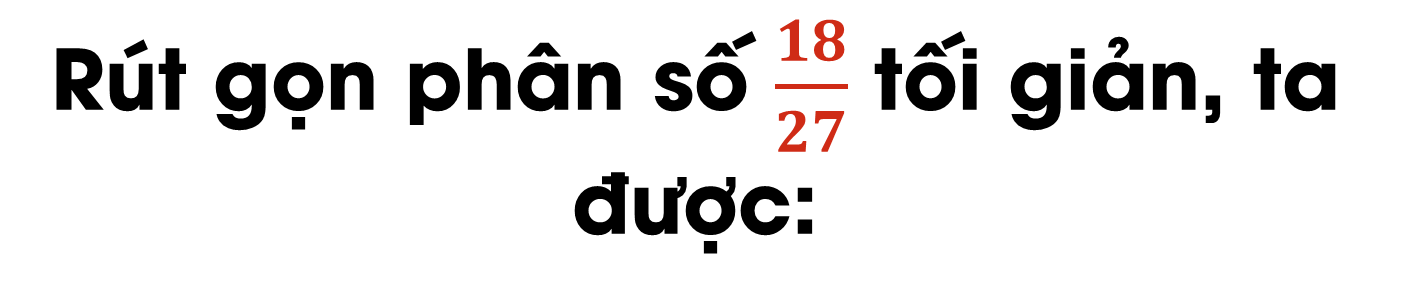 Rút gọn phân số 18/27 tối giản, ta
được: